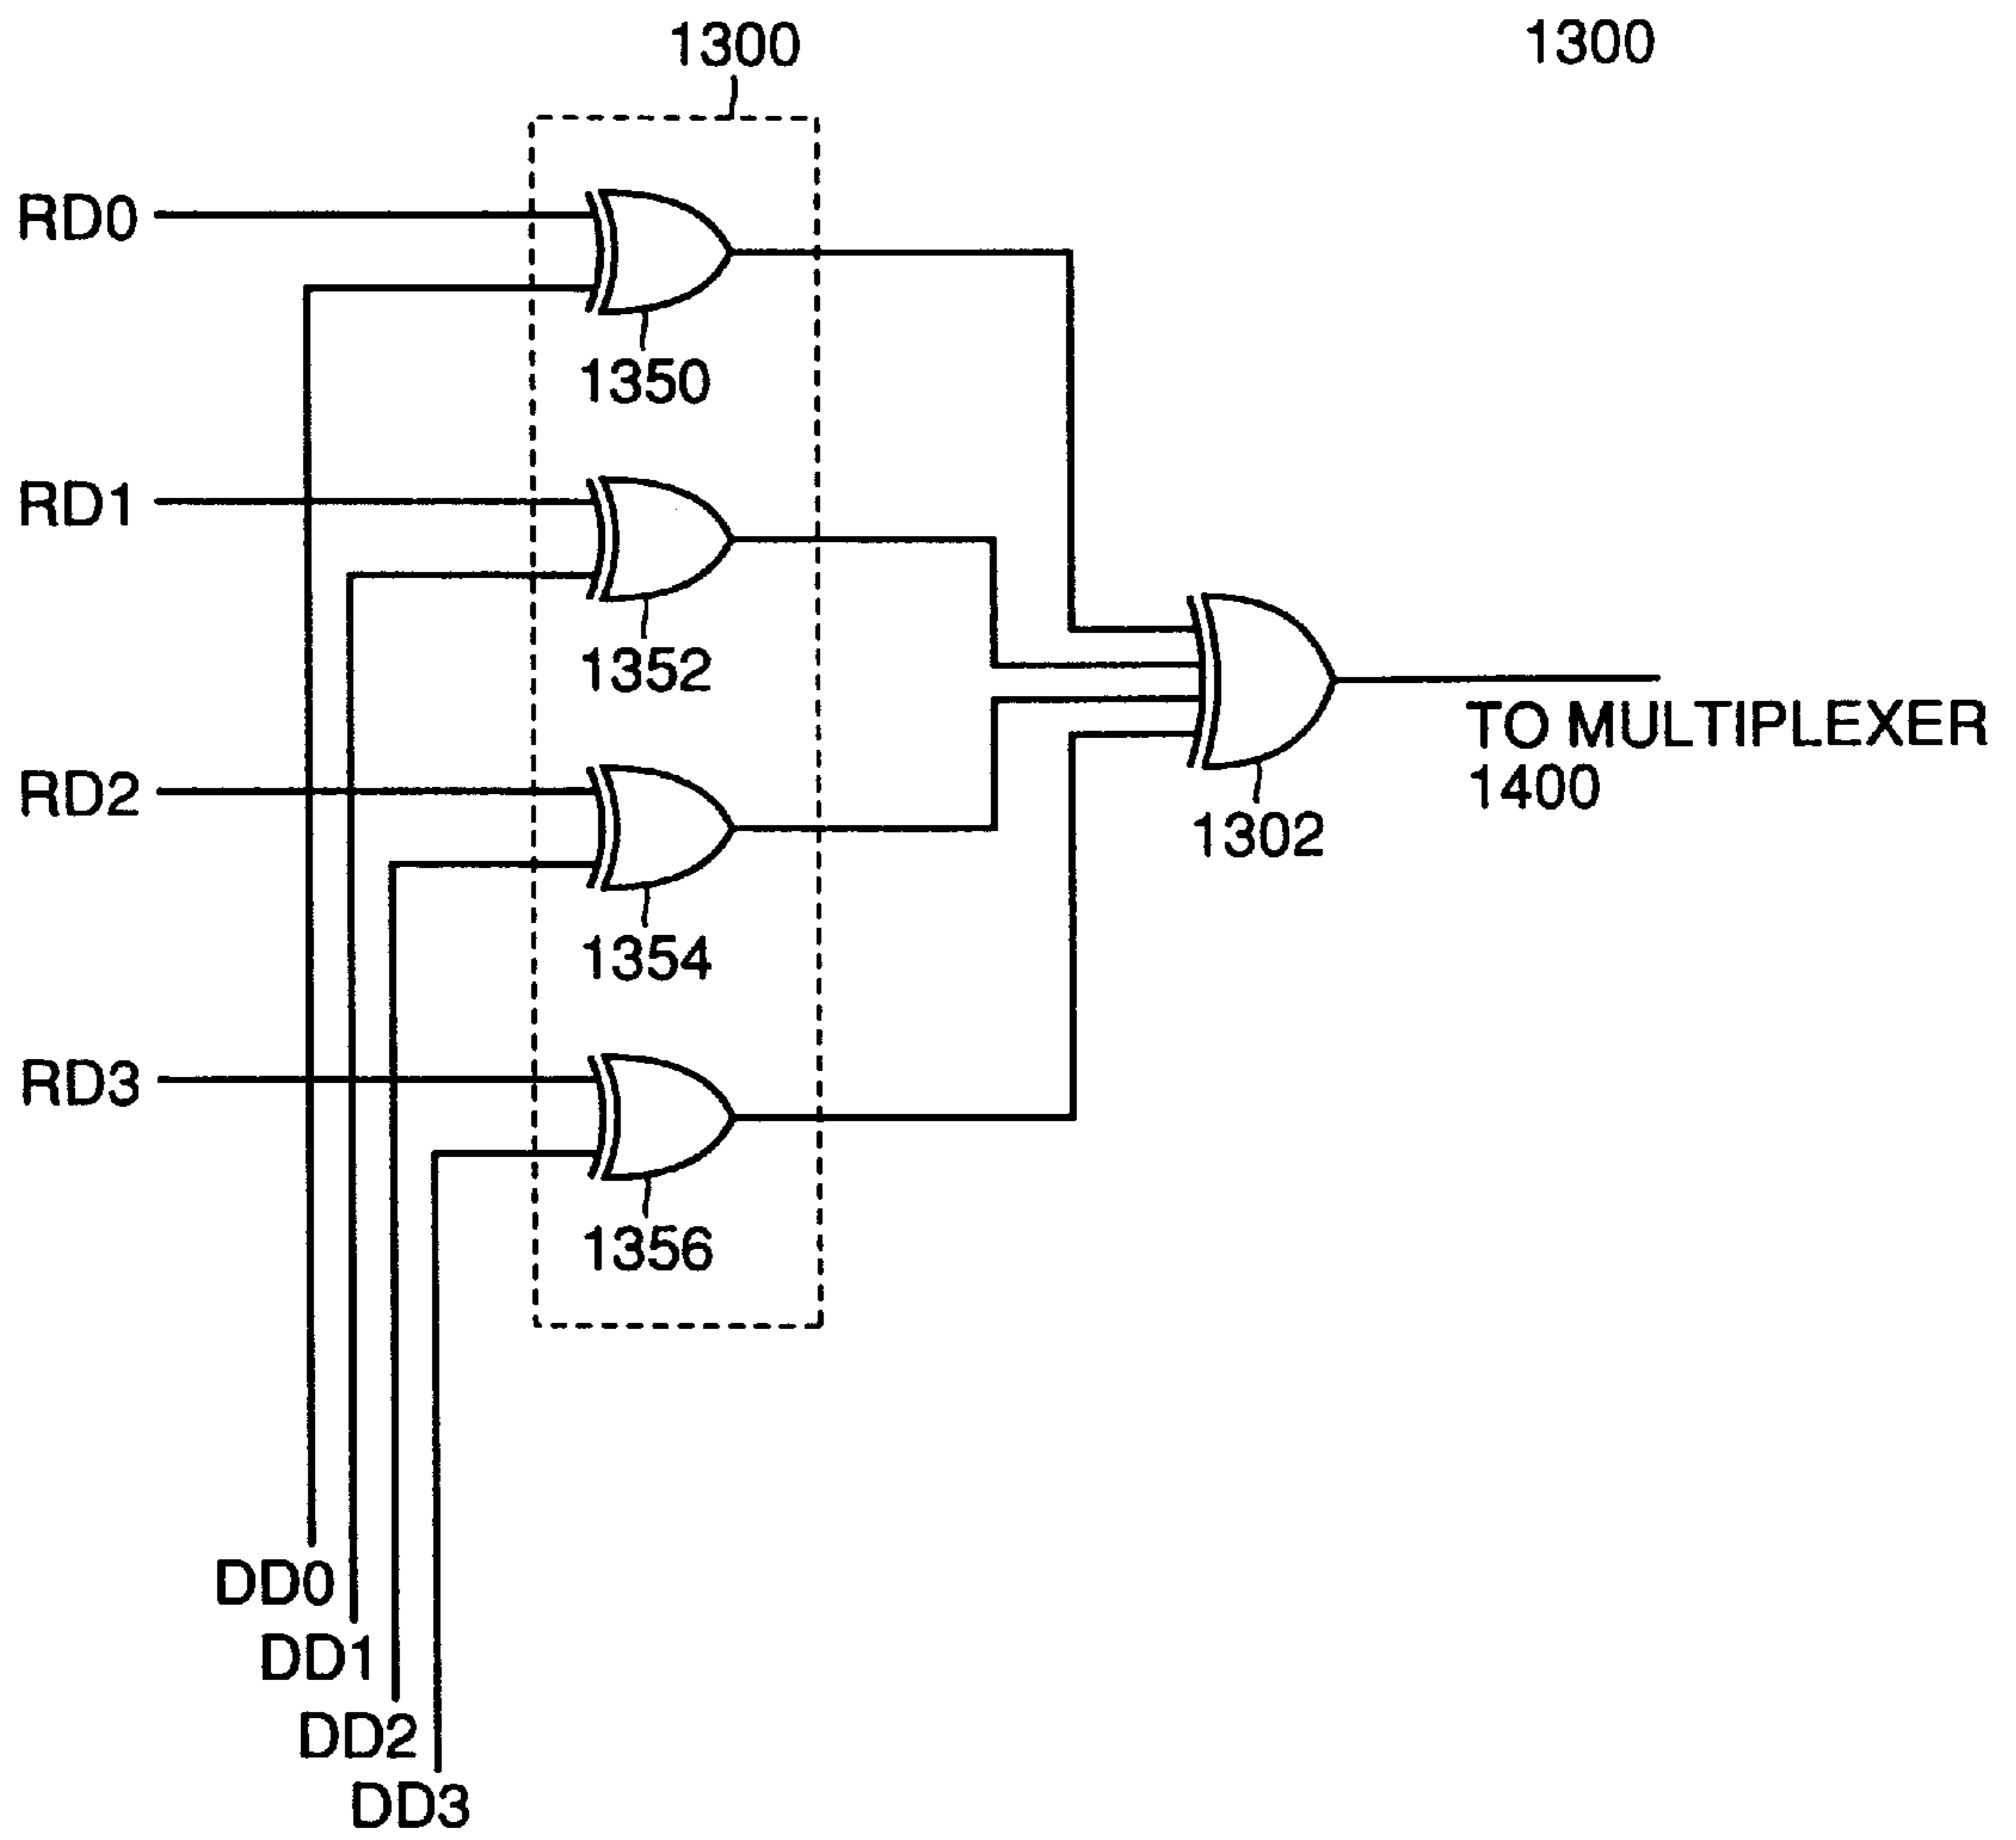 1300
1300
RD0
1350
RD1
1352
TO MULTIPLEXER
1400
RD2
1302
1354
RD3
1356
DD0
DD1
DD2
DD3